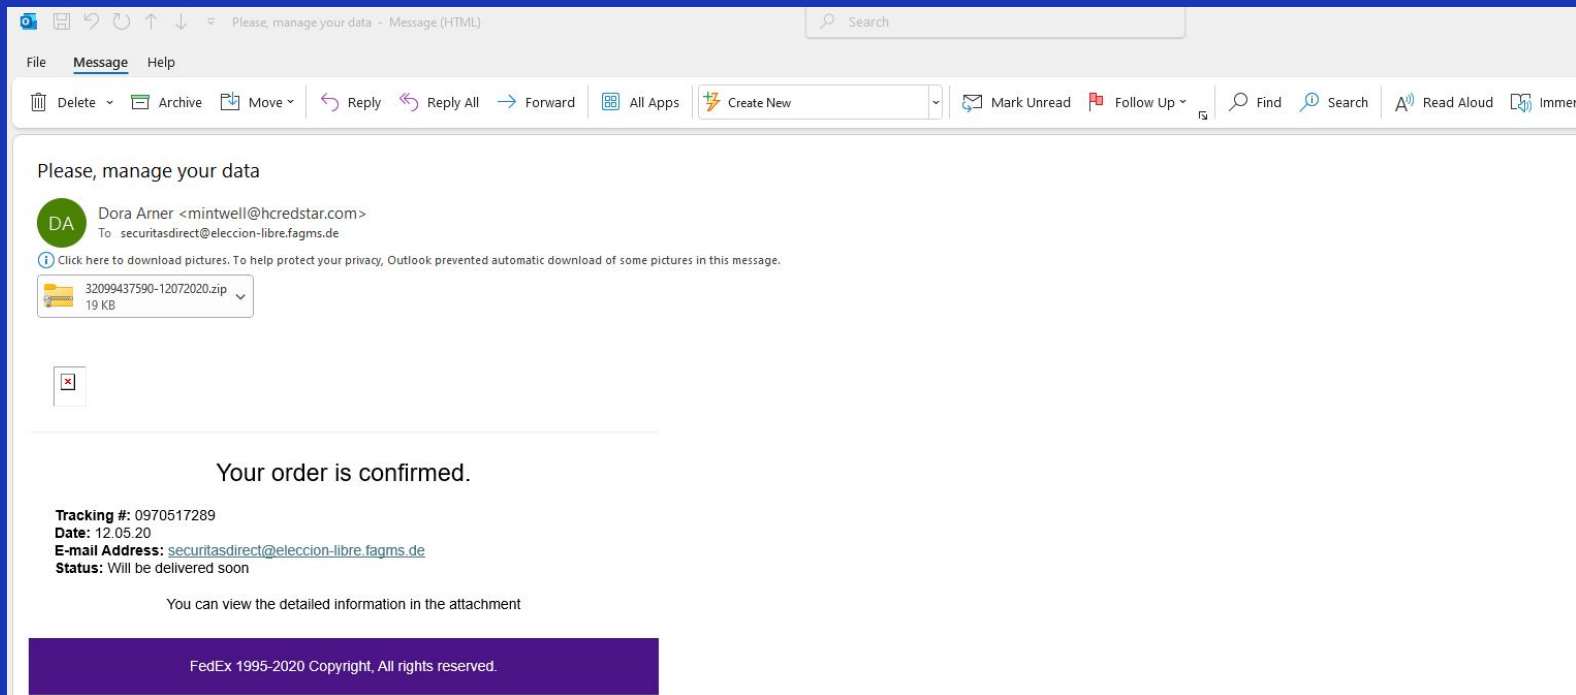 Please, manage your data - Message (HTML)
Search
File Message Help
Delete Archive Move Reply Reply All Forward All Apps Create New Mark Unread Follow Up Find Search Read Aloud Immer
Please, manage your data
DA
Dora Arner <mintwell@hcredstar.com>
To securitasdirect@eleccion-libre.fagms.de
Click here to download pictures. To help protect your privacy, Outlook prevented automatic download of some pictures in this message.
32099437590-12072020.zip
19 KB
Your order is confirmed.
Tracking #: 0970517289
Date: 12.05.20
E-mail Address: securitasdirect@eleccion-libre.fagms.de
Status: Will be delivered soon
You can view the detailed information in the attachment
FedEx 1995-2020 Copyright, All rights reserved.